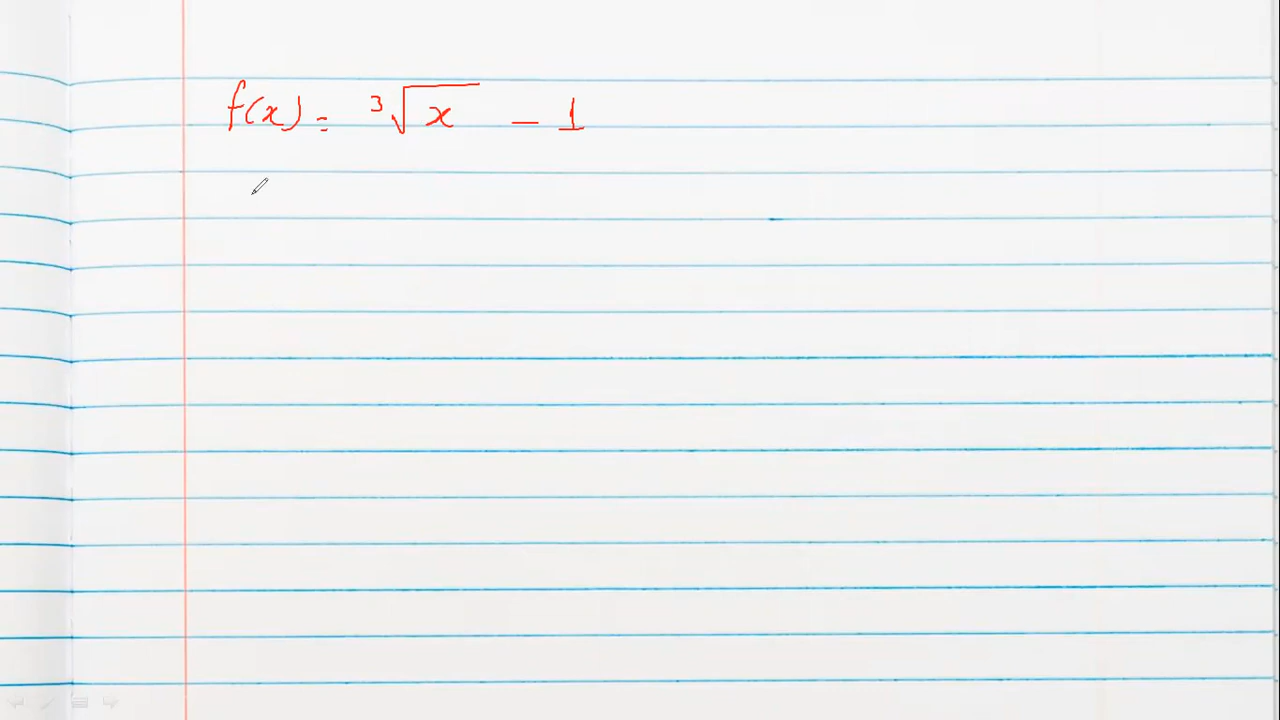 f(x) = ³√x − 1